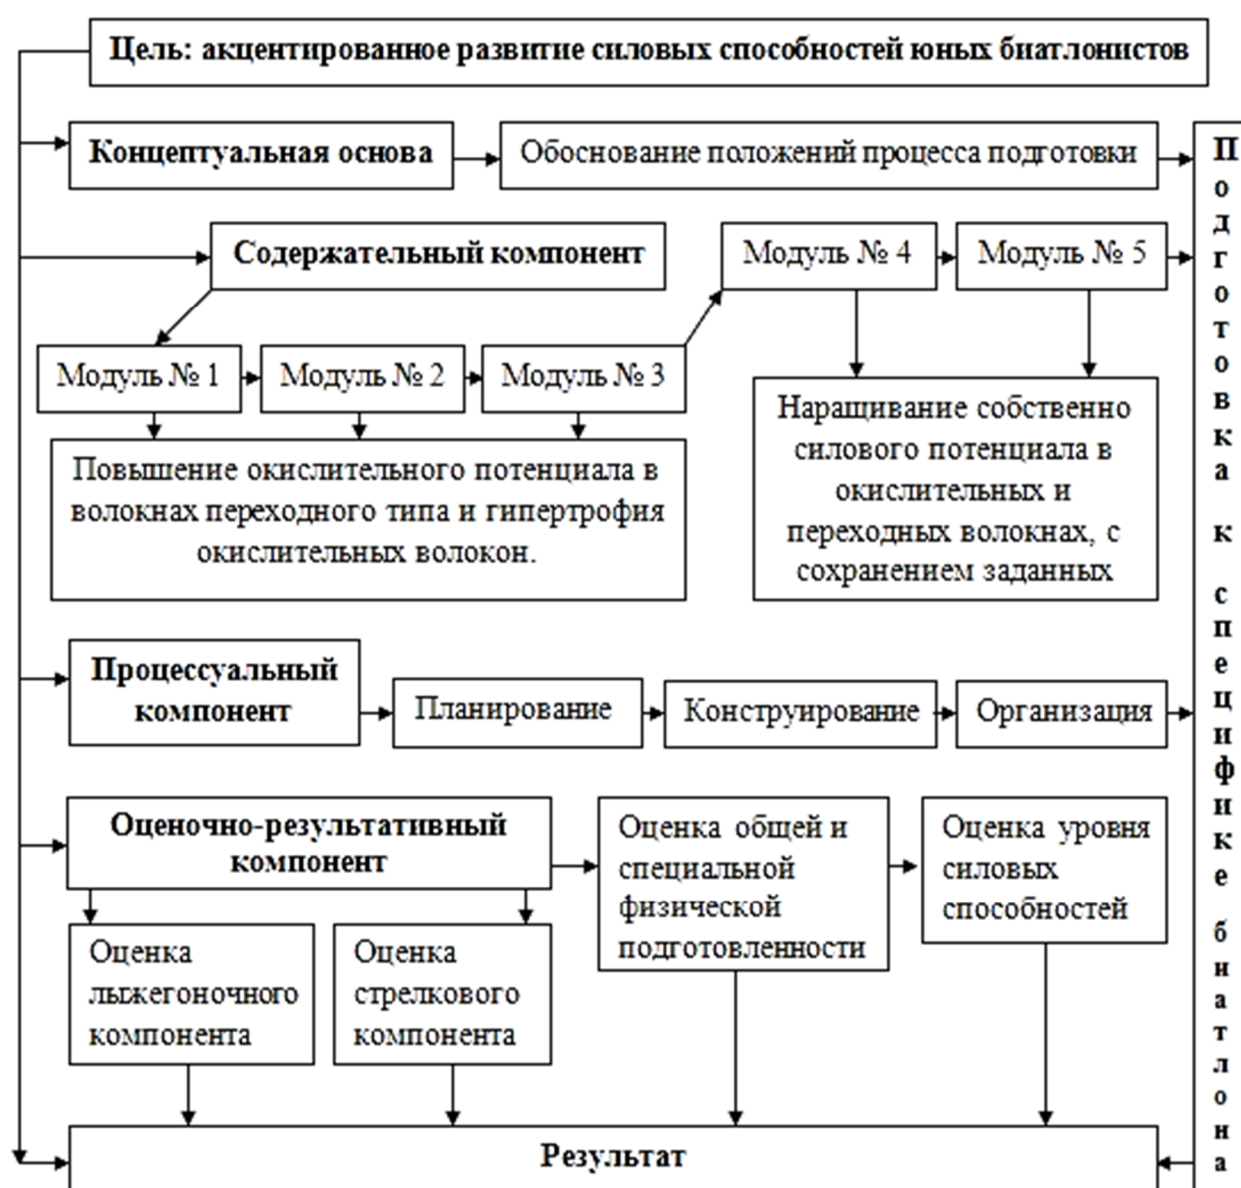 Цель: акцентированное развитие силовых способностей юных биатлонистов
Концептуальная основа
Обоснование положений процесса подготовки
Содержательный компонент
Модуль № 4
Модуль № 5
Модуль № 1
Модуль № 2
Модуль № 3
Повышение окислительного потенциала в
волокнах переходного типа и гипертрофия
окислительных волокон.
Наращивание собственно
силового потенциала в
окислительных и
переходных волокнах, с
сохранением заданных
Процессуальный
компонент
Планирование
Конструирование
Организация
Оценочно-результативный
компонент
Оценка общей и
специальной
физической
подготовленности
Оценка уровня
силовых
способностей
Оценка
лыжегоночного
компонента
Оценка
стрелкового
компонента
Результат
Подготовка к специфике биатлона